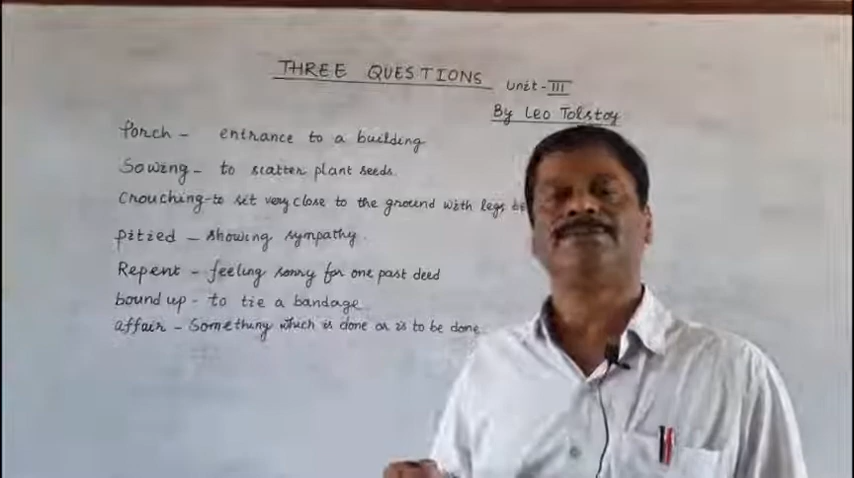 THREE QUESTIONS Unit - III
By Leo Tolstoy
Porch - entrance to a building
Sowing - to scatter plant seeds.
Crouching - to sit very close to the ground with legs
Pitied - showing sympathy.
Repent - feeling sorry for one past deed
bound up - to tie a bandage
affair - Something which is done or is to be done